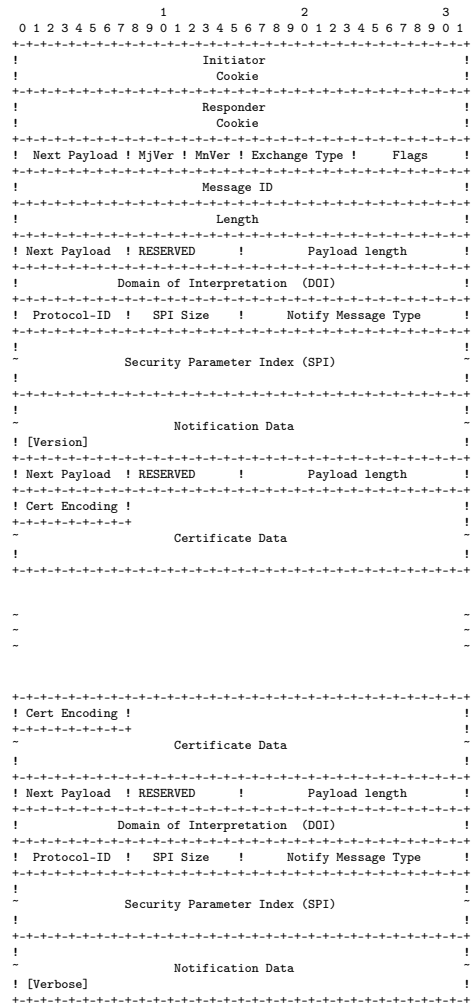 1                   2                   3
 0 1 2 3 4 5 6 7 8 9 0 1 2 3 4 5 6 7 8 9 0 1 2 3 4 5 6 7 8 9 0 1
+-+-+-+-+-+-+-+-+-+-+-+-+-+-+-+-+-+-+-+-+-+-+-+-+-+-+-+-+-+-+-+-+
!                          Initiator                            !
!                            Cookie                             !
+-+-+-+-+-+-+-+-+-+-+-+-+-+-+-+-+-+-+-+-+-+-+-+-+-+-+-+-+-+-+-+-+
!                          Responder                            !
!                            Cookie                             !
+-+-+-+-+-+-+-+-+-+-+-+-+-+-+-+-+-+-+-+-+-+-+-+-+-+-+-+-+-+-+-+-+
!  Next Payload ! MjVer ! MnVer ! Exchange Type !     Flags     !
+-+-+-+-+-+-+-+-+-+-+-+-+-+-+-+-+-+-+-+-+-+-+-+-+-+-+-+-+-+-+-+-+
!                          Message ID                           !
+-+-+-+-+-+-+-+-+-+-+-+-+-+-+-+-+-+-+-+-+-+-+-+-+-+-+-+-+-+-+-+-+
!                            Length                             !
+-+-+-+-+-+-+-+-+-+-+-+-+-+-+-+-+-+-+-+-+-+-+-+-+-+-+-+-+-+-+-+-+
! Next Payload  ! RESERVED      !         Payload length        !
+-+-+-+-+-+-+-+-+-+-+-+-+-+-+-+-+-+-+-+-+-+-+-+-+-+-+-+-+-+-+-+-+
!              Domain of Interpretation  (DOI)                  !
+-+-+-+-+-+-+-+-+-+-+-+-+-+-+-+-+-+-+-+-+-+-+-+-+-+-+-+-+-+-+-+-+
!  Protocol-ID  !   SPI Size    !      Notify Message Type      !
+-+-+-+-+-+-+-+-+-+-+-+-+-+-+-+-+-+-+-+-+-+-+-+-+-+-+-+-+-+-+-+-+
!                                                               !
~               Security Parameter Index (SPI)                  ~
!                                                               !
+-+-+-+-+-+-+-+-+-+-+-+-+-+-+-+-+-+-+-+-+-+-+-+-+-+-+-+-+-+-+-+-+
!                                                               !
~                      Notification Data                        ~
! [Version]                                                     !
+-+-+-+-+-+-+-+-+-+-+-+-+-+-+-+-+-+-+-+-+-+-+-+-+-+-+-+-+-+-+-+-+
! Next Payload  ! RESERVED      !         Payload length        !
+-+-+-+-+-+-+-+-+-+-+-+-+-+-+-+-+-+-+-+-+-+-+-+-+-+-+-+-+-+-+-+-+
! Cert Encoding !                                               !
+-+-+-+-+-+-+-+-+                                               !
~                      Certificate Data                         ~
!                                                               !
+-+-+-+-+-+-+-+-+-+-+-+-+-+-+-+-+-+-+-+-+-+-+-+-+-+-+-+-+-+-+-+-+
~                                                               ~
~                                                               ~
~                                                               ~
+-+-+-+-+-+-+-+-+-+-+-+-+-+-+-+-+-+-+-+-+-+-+-+-+-+-+-+-+-+-+-+-+
! Cert Encoding !                                               !
+-+-+-+-+-+-+-+-+                                               !
~                      Certificate Data                         ~
!                                                               !
+-+-+-+-+-+-+-+-+-+-+-+-+-+-+-+-+-+-+-+-+-+-+-+-+-+-+-+-+-+-+-+-+
! Next Payload  ! RESERVED      !         Payload length        !
+-+-+-+-+-+-+-+-+-+-+-+-+-+-+-+-+-+-+-+-+-+-+-+-+-+-+-+-+-+-+-+-+
!              Domain of Interpretation  (DOI)                  !
+-+-+-+-+-+-+-+-+-+-+-+-+-+-+-+-+-+-+-+-+-+-+-+-+-+-+-+-+-+-+-+-+
!  Protocol-ID  !   SPI Size    !      Notify Message Type      !
+-+-+-+-+-+-+-+-+-+-+-+-+-+-+-+-+-+-+-+-+-+-+-+-+-+-+-+-+-+-+-+-+
!                                                               !
~               Security Parameter Index (SPI)                  ~
!                                                               !
+-+-+-+-+-+-+-+-+-+-+-+-+-+-+-+-+-+-+-+-+-+-+-+-+-+-+-+-+-+-+-+-+
!                                                               !
~                      Notification Data                        ~
! [Verbose]                                                     !
+-+-+-+-+-+-+-+-+-+-+-+-+-+-+-+-+-+-+-+-+-+-+-+-+-+-+-+-+-+-+-+-+